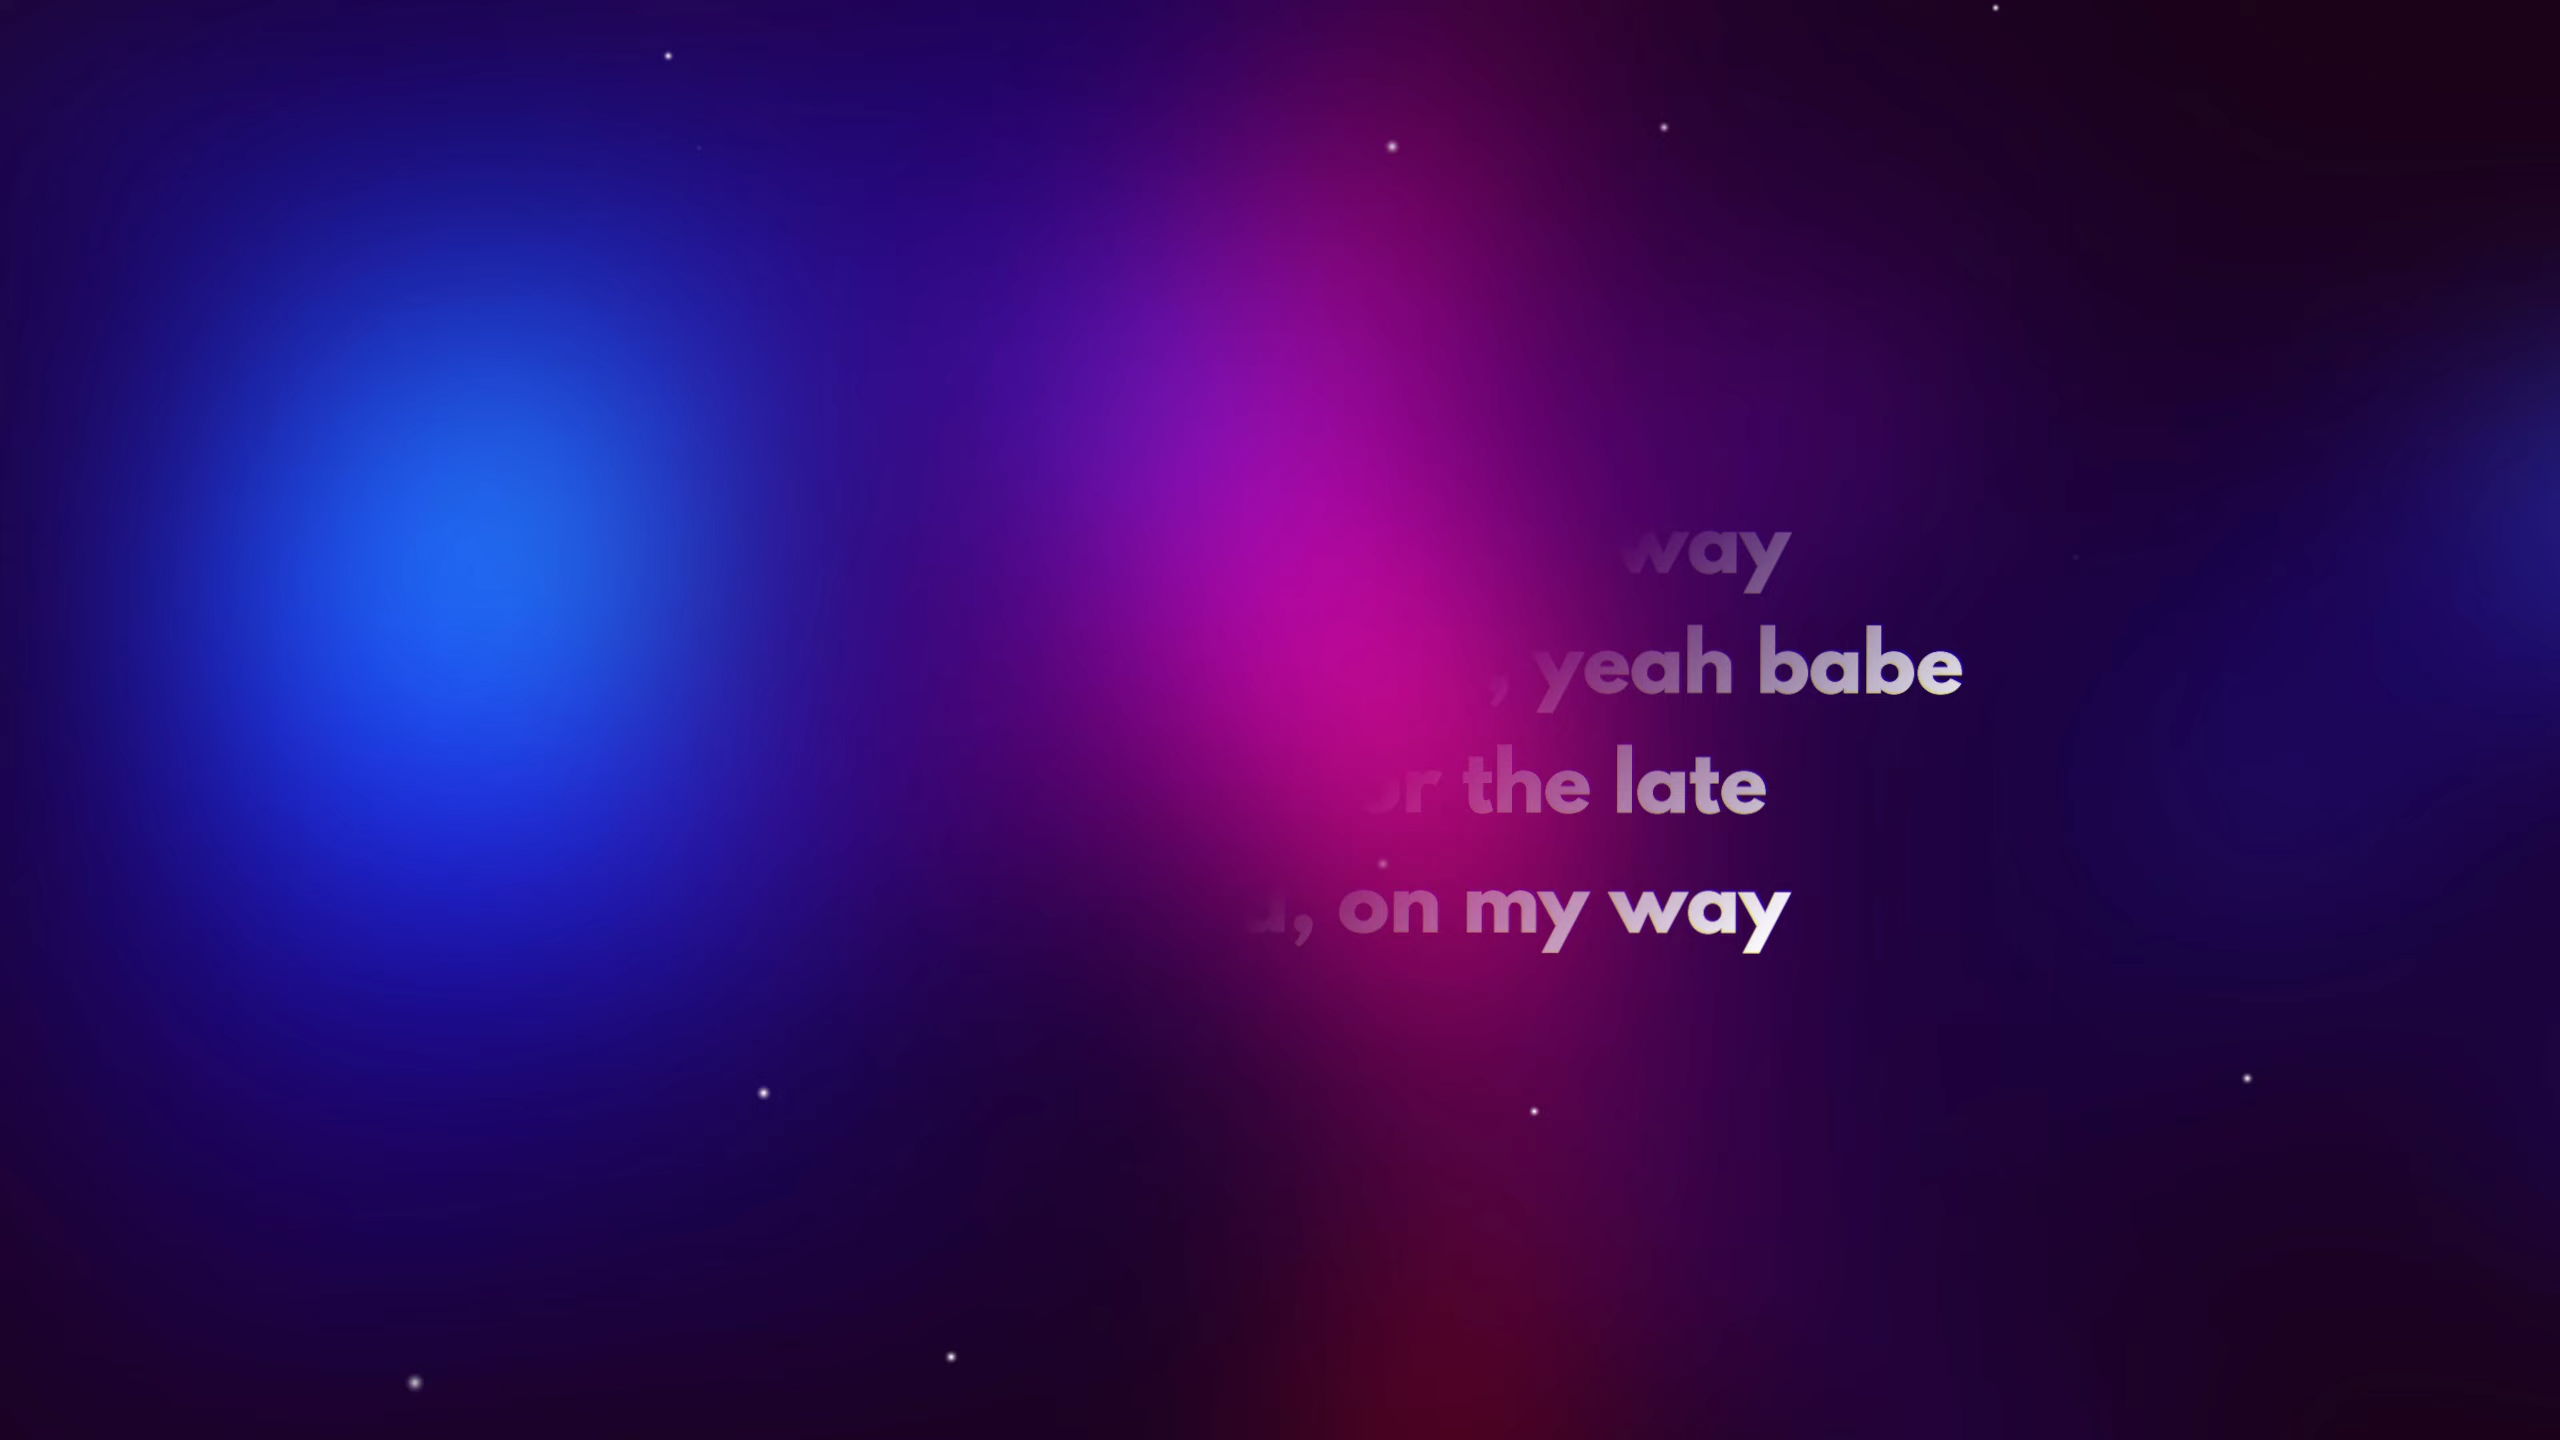 way
, yeah babe
the late
, on my way